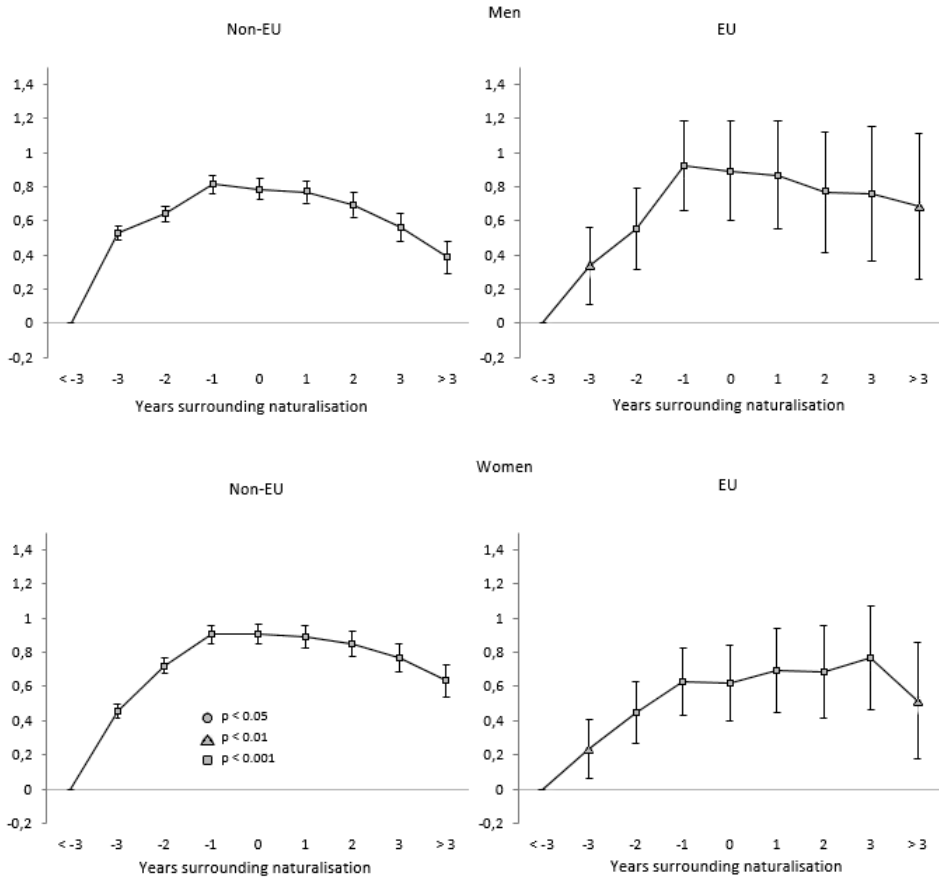 Men
Non-EU
EU
1,4
1,2
1
0,8
0,6
0,4
0,2
0
-0,2
< -3 -3 -2 -1 0 1 2 3 > 3
Years surrounding naturalisation
1,4
1,2
1
0,8
0,6
0,4
0,2
0
-0,2
< -3 -3 -2 -1 0 1 2 3 > 3
Years surrounding naturalisation
Women
Non-EU
EU
1,4
1,2
1
0,8
0,6
0,4
0,2
0
-0,2
p < 0.05
p < 0.01
p < 0.001
< -3 -3 -2 -1 0 1 2 3 > 3
Years surrounding naturalisation
1,4
1,2
1
0,8
0,6
0,4
0,2
0
-0,2
< -3 -3 -2 -1 0 1 2 3 > 3
Years surrounding naturalisation